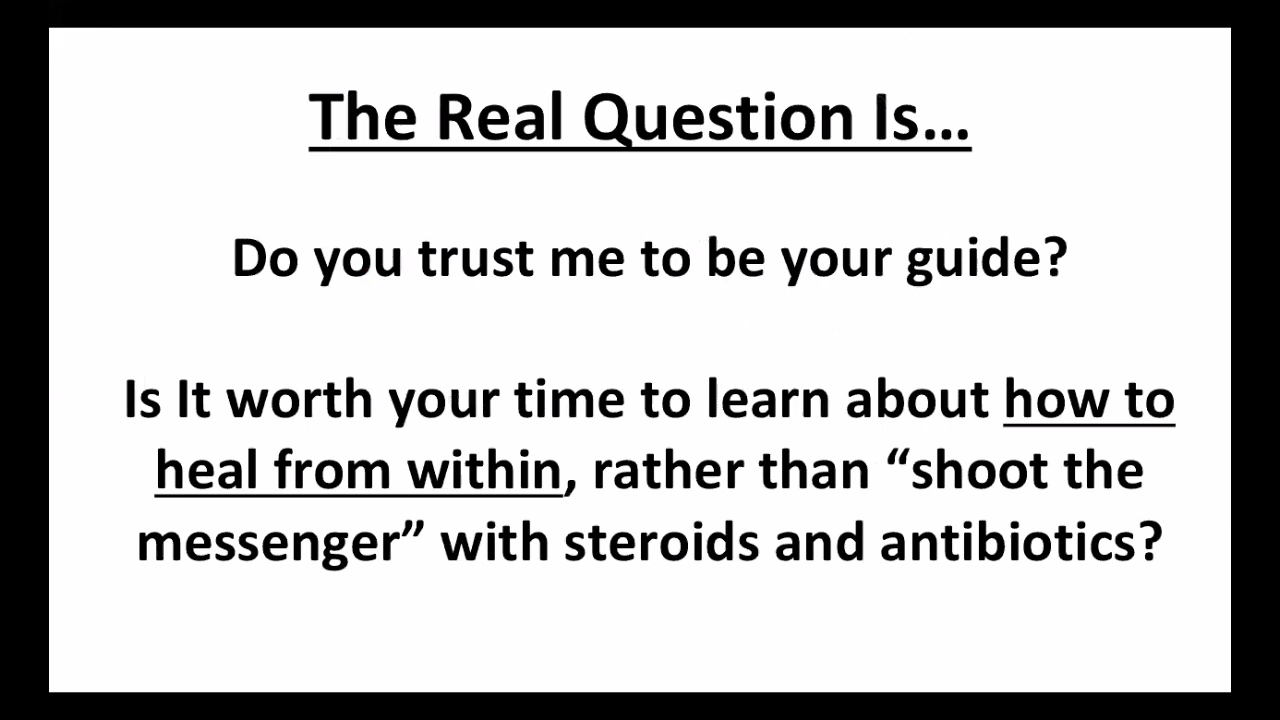 The Real Question Is…
Do you trust me to be your guide?
Is It worth your time to learn about how to
heal from within, rather than “shoot the
messenger” with steroids and antibiotics?